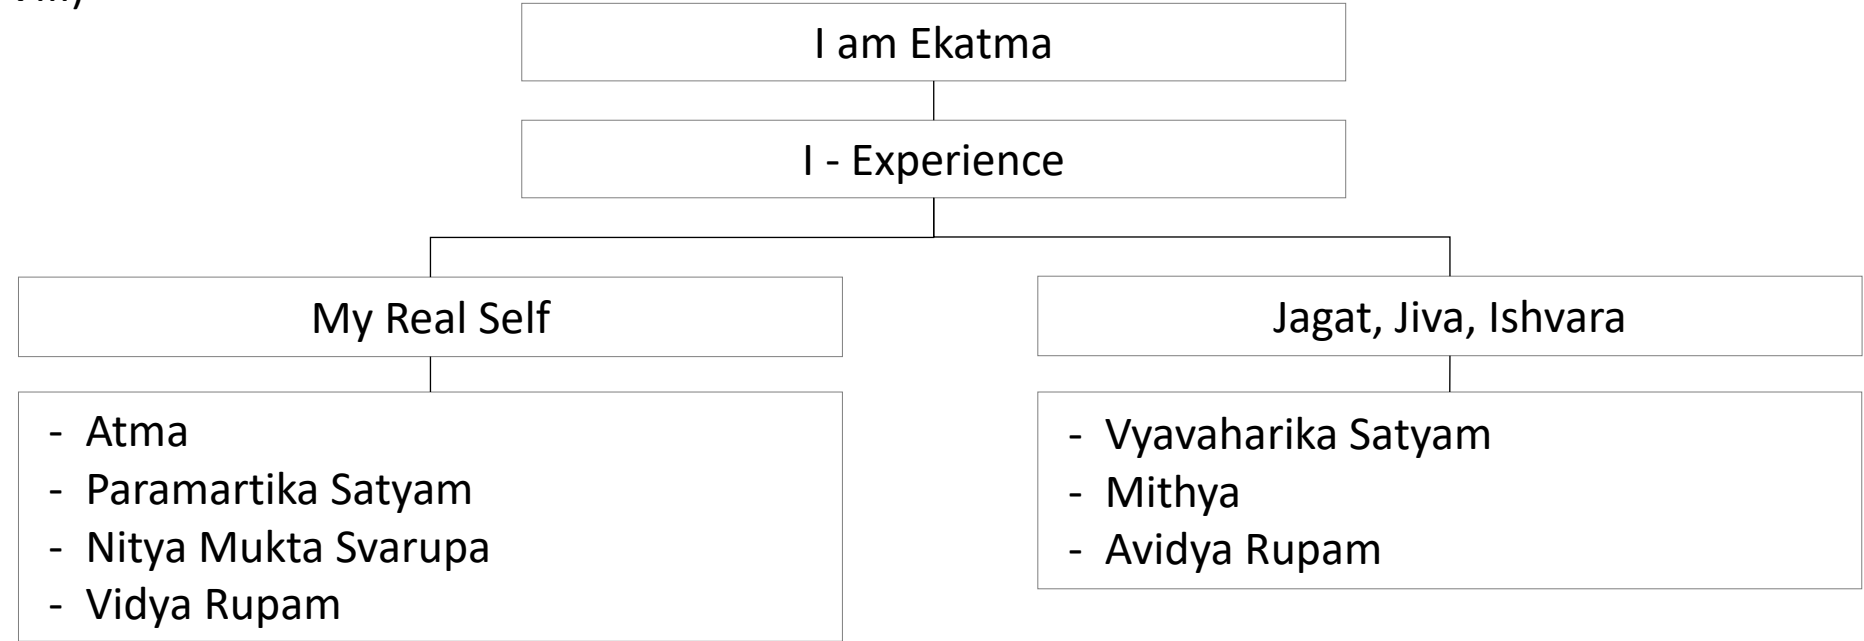 I am Ekatma
I - Experience
My Real Self
Jagat, Jiva, Ishvara
- Atma
- Paramartika Satyam
- Nitya Mukta Svarupa
- Vidya Rupam
- Vyavaharika Satyam
- Mithya
- Avidya Rupam